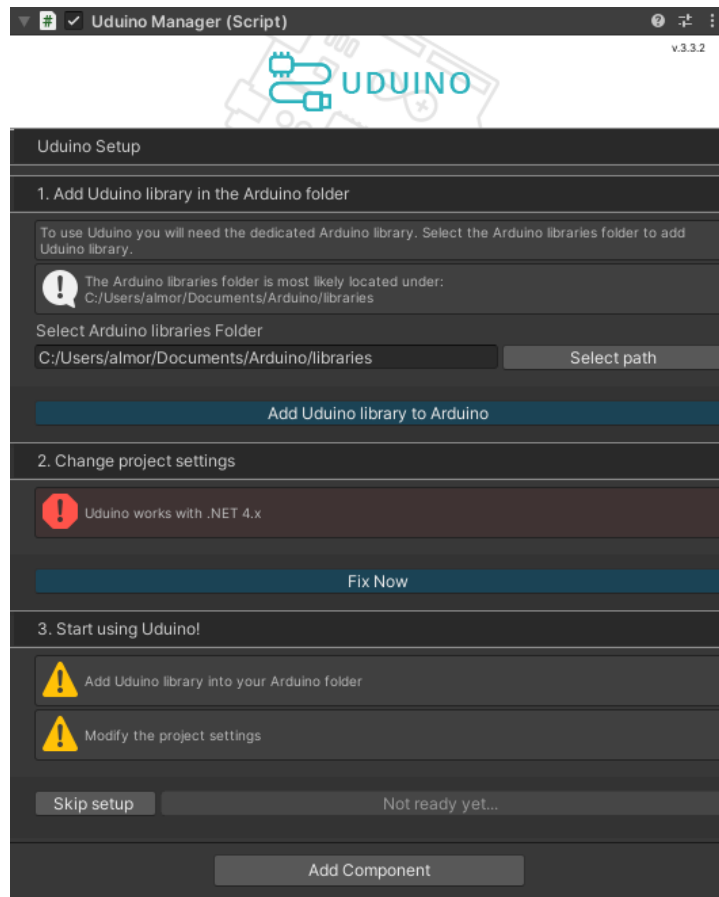 Uduino Manager (Script)
v.3.3.2
UDUINO
Uduino Setup
1. Add Uduino library in the Arduino folder
To use Uduino you will need the dedicated Arduino library. Select the Arduino libraries folder to add
Uduino library.
The Arduino libraries folder is most likely located under:
C:/Users/almor/Documents/Arduino/libraries
Select Arduino libraries Folder
C:/Users/almor/Documents/Arduino/libraries
Select path
Add Uduino library to Arduino
2. Change project settings
Uduino works with .NET 4.x
Fix Now
3. Start using Uduino!
Add Uduino library into your Arduino folder
Modify the project settings
Skip setup
Not ready yet...
Add Component